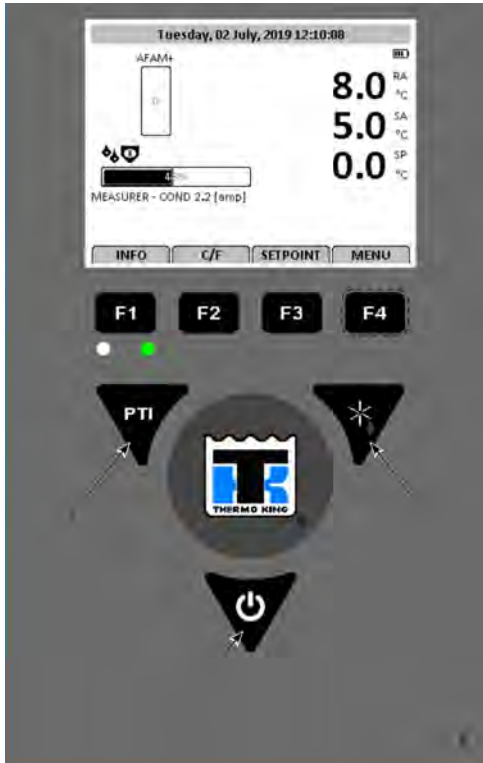 Tuesday, 02 July, 2019 12:10:08
AFAM+
8.0 RA °C
5.0 SA °C
0.0 SP °C
MEASURER - COND 2.2 [amp]
INFO C/F SETPOINT MENU
F1 F2 F3 F4
PTI
THERMO KING